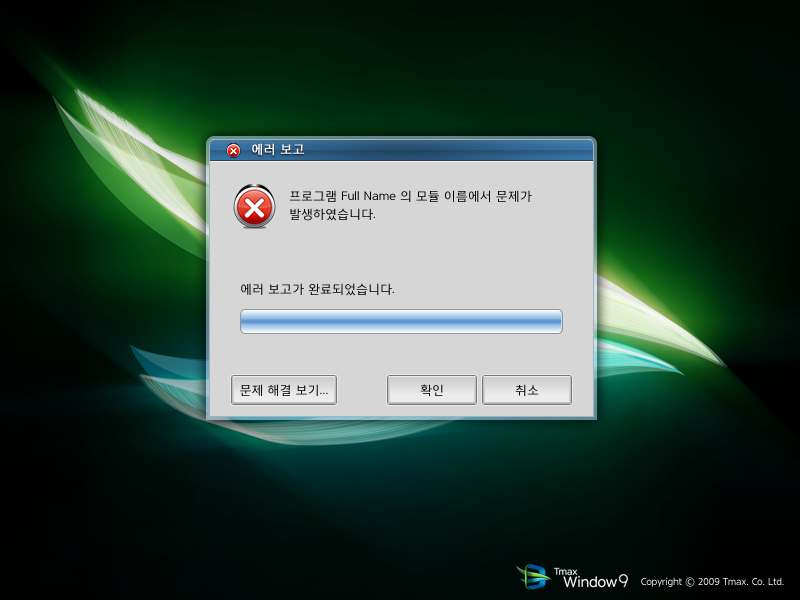 에러 보고
프로그램 Full Name 의 모듈 이름에서 문제가
발생하였습니다.
에러 보고가 완료되었습니다.
문제 해결 보기...
확인
취소
Tmax
Window 9
Copyright © 2009 Tmax. Co. Ltd.